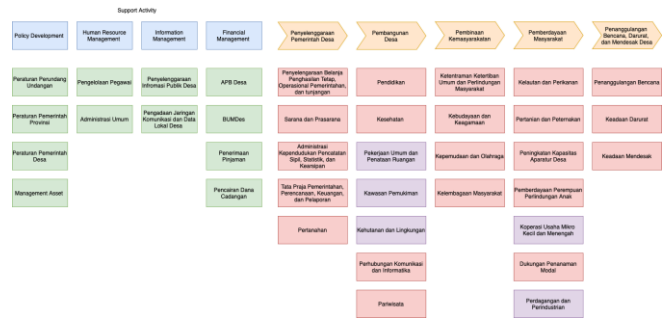 Support Activity
Policy Development
Human Resource
Management
Information
Management
Financial
Management
Penyelenggaraan
Pemerintah Desa
Pembangunan
Desa
Pembinaan
Kemasyarakatan
Pemberdayaan
Masyarakat
Penanggulangan
Bencana, Darurat,
dan Mendesak Desa
Peraturan Perundang
Undangan
Pengelolaan Pegawai
Penyelenggaraan
Infromasi Publik Desa
APB Desa
Penyelengaraan Belanja
Penghasilan Tetap,
Operasional Pemerintahan,
dan tunjangan
Pendidikan
Ketentraman Ketertiban
Umum dan Perlindungan
Masyarakat
Kelautan dan Perikanan
Penanggulangan Bencana
Peraturan Pemerintah
Provinsi
Administrasi Umum
Pengadaan Jaringan
Komunikasi dan Data
Lokal Desa
BUMDes
Sarana dan Prasarana
Kesehatan
Kebudayaan dan
Keagamaan
Pertanian dan Peternakan
Keadaan Darurat
Peraturan Pemerintah
Desa
Penerimaan
Pinjaman
Administrasi
Kependudukan Pencatatan
Sipil, Statistik, dan
Kearsipan
Pekerjaan Umum dan
Penataan Ruangan
Kepemudaan dan Olahraga
Peningkatan Kapasitas
Aparatur Desa
Keadaan Mendesak
Management Asset
Pencairan Dana
Cadangan
Tata Praja Pemerintahan,
Perencanaan, Keuangan,
dan Pelaporan
Kawasan Pemukiman
Kelembagaan Masyarakat
Pemberdayaan Perempuan
Perlindungan Anak
Pertanahan
Kehutanan dan Lingkungan
Koperasi Usaha Mikro
Kecil dan Menengah
Perhubungan Komunikasi
dan Informatika
Dukungan Penanaman
Modal
Pariwisata
Perdagangan dan
Perindustrian